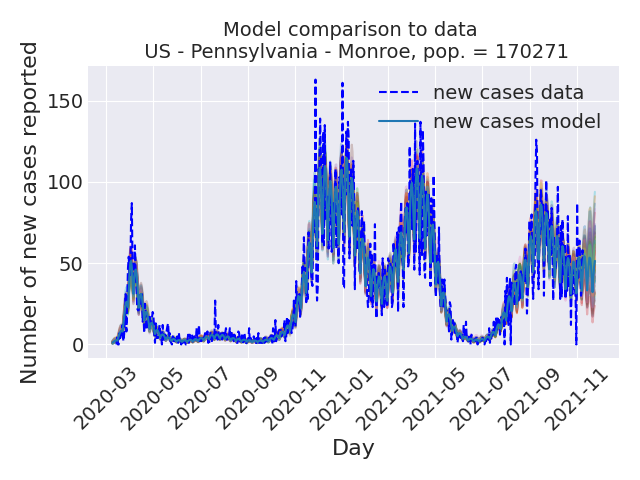 Model comparison to data
US - Pennsylvania - Monroe, pop. = 170271
Number of new cases reported
150
100
50
0
new cases data
new cases model
2020-03
2020-05
2020-07
2020-09
2020-11
2021-01
2021-03
2021-05
2021-07
2021-09
2021-11
Day